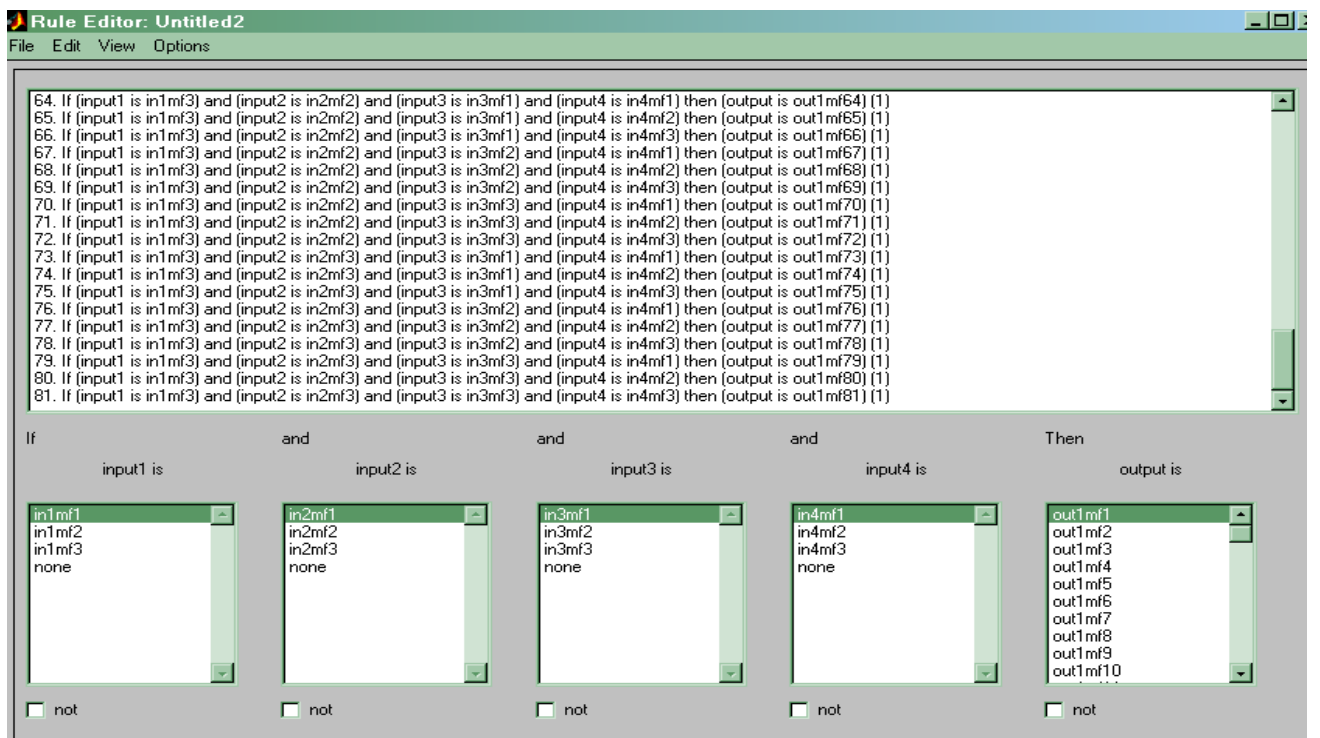 Rule Editor: Untitled2
File Edit View Options
64. If (input1 is in1mf3) and (input2 is in2mf2) and (input3 is in3mf1) and (input4 is in4mf1) then (output is out1mf64) (1)
65. If (input1 is in1mf3) and (input2 is in2mf2) and (input3 is in3mf1) and (input4 is in4mf2) then (output is out1mf65) (1)
66. If (input1 is in1mf3) and (input2 is in2mf2) and (input3 is in3mf1) and (input4 is in4mf3) then (output is out1mf66) (1)
67. If (input1 is in1mf3) and (input2 is in2mf2) and (input3 is in3mf2) and (input4 is in4mf1) then (output is out1mf67) (1)
68. If (input1 is in1mf3) and (input2 is in2mf2) and (input3 is in3mf2) and (input4 is in4mf2) then (output is out1mf68) (1)
69. If (input1 is in1mf3) and (input2 is in2mf2) and (input3 is in3mf2) and (input4 is in4mf3) then (output is out1mf69) (1)
70. If (input1 is in1mf3) and (input2 is in2mf2) and (input3 is in3mf3) and (input4 is in4mf1) then (output is out1mf70) (1)
71. If (input1 is in1mf3) and (input2 is in2mf2) and (input3 is in3mf3) and (input4 is in4mf2) then (output is out1mf71) (1)
72. If (input1 is in1mf3) and (input2 is in2mf2) and (input3 is in3mf3) and (input4 is in4mf3) then (output is out1mf72) (1)
73. If (input1 is in1mf3) and (input2 is in2mf3) and (input3 is in3mf1) and (input4 is in4mf1) then (output is out1mf73) (1)
74. If (input1 is in1mf3) and (input2 is in2mf3) and (input3 is in3mf1) and (input4 is in4mf2) then (output is out1mf74) (1)
75. If (input1 is in1mf3) and (input2 is in2mf3) and (input3 is in3mf1) and (input4 is in4mf3) then (output is out1mf75) (1)
76. If (input1 is in1mf3) and (input2 is in2mf3) and (input3 is in3mf2) and (input4 is in4mf1) then (output is out1mf76) (1)
77. If (input1 is in1mf3) and (input2 is in2mf3) and (input3 is in3mf2) and (input4 is in4mf2) then (output is out1mf77) (1)
78. If (input1 is in1mf3) and (input2 is in2mf3) and (input3 is in3mf2) and (input4 is in4mf3) then (output is out1mf78) (1)
79. If (input1 is in1mf3) and (input2 is in2mf3) and (input3 is in3mf3) and (input4 is in4mf1) then (output is out1mf79) (1)
80. If (input1 is in1mf3) and (input2 is in2mf3) and (input3 is in3mf3) and (input4 is in4mf2) then (output is out1mf80) (1)
81. If (input1 is in1mf3) and (input2 is in2mf3) and (input3 is in3mf3) and (input4 is in4mf3) then (output is out1mf81) (1)
If and and and Then
input1 is input2 is input3 is input4 is output is
in1mf1 in2mf1 in3mf1 in4mf1 out1mf1
in1mf2 in2mf2 in3mf2 in4mf2 out1mf2
in1mf3 in2mf3 in3mf3 in4mf3 out1mf3
none none none none out1mf4
out1mf5
out1mf6
out1mf7
out1mf8
out1mf9
out1mf10
not not not not not